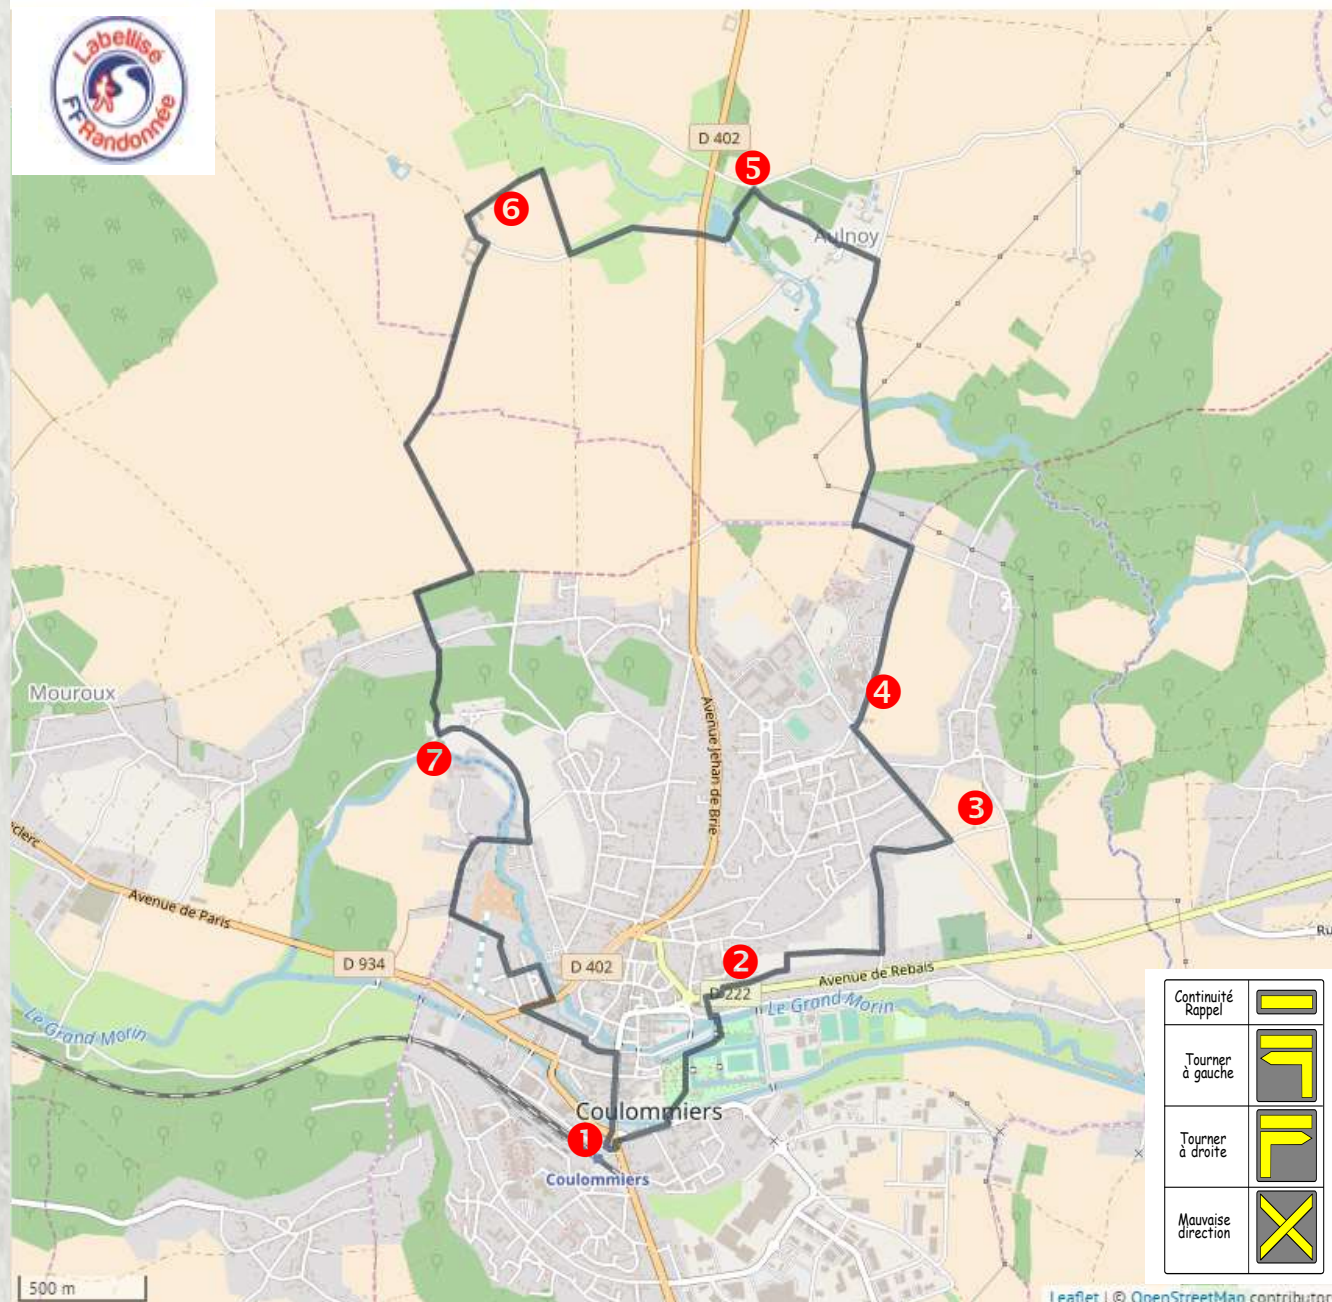 Labellisé
FFRandonnée
D 402
5
6
Aulnoy
Mouroux
4
Avenue Jehan de Brie
7
3
Avenue de Paris
D 934
D 402
2
Avenue de Rebais
D 222
Le Grand Morin
Le Grand Morin
Coulommiers
1
Coulommiers
Continuité
Rappel
Tourner
à gauche
Tourner
à droite
Mauvaise
direction
500 m
Leaflet | © OpenStreetMap contributor